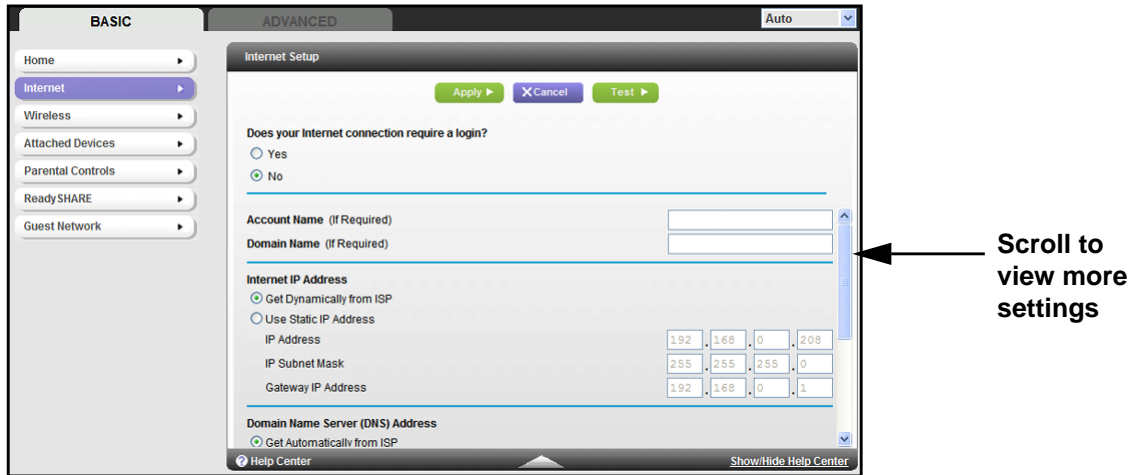 BASIC
ADVANCED
Auto
Home
Internet
Wireless
Attached Devices
Parental Controls
ReadySHARE
Guest Network
Internet Setup
Apply
X Cancel
Test
Does your Internet connection require a login?
Yes
No
Account Name (If Required)
Domain Name (If Required)
Internet IP Address
Get Dynamically from ISP
Use Static IP Address
IP Address 192 . 168 . 0 . 208
IP Subnet Mask 255 . 255 . 255 . 0
Gateway IP Address 192 . 168 . 0 . 1
Domain Name Server (DNS) Address
Get Automatically from ISP
? Help Center
Show/Hide Help Center
Scroll to
view more
settings